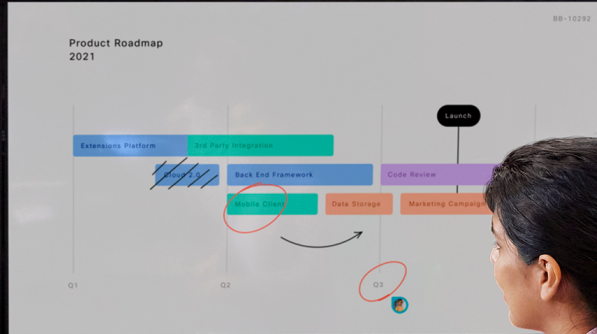 BB-10292
Product Roadmap
2021
Launch
Extensions Platform
3rd Party Integration
Cloud 2.0
Back End Framework
Code Review
Mobile Client
Data Storage
Marketing Campaign
Q1
Q2
Q3